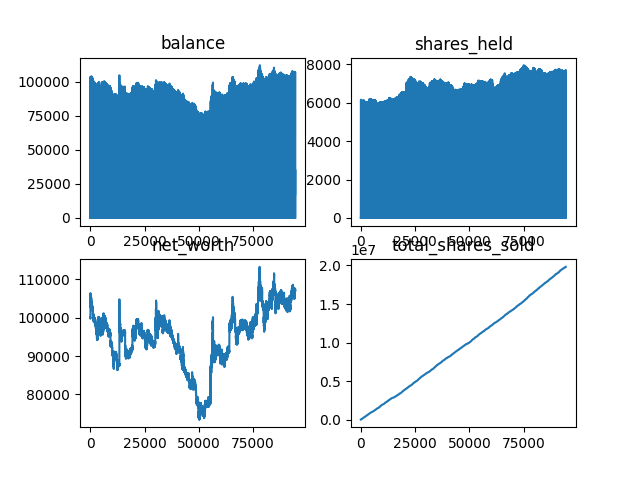 balance
shares_held
100000
75000
50000
25000
0
8000
6000
4000
2000
0
0 25000 50000 75000
0 25000 50000 75000
net_worth
total_shares_sold
1e7
110000
100000
90000
80000
2.0
1.5
1.0
0.5
0.0
0 25000 50000 75000
0 25000 50000 75000